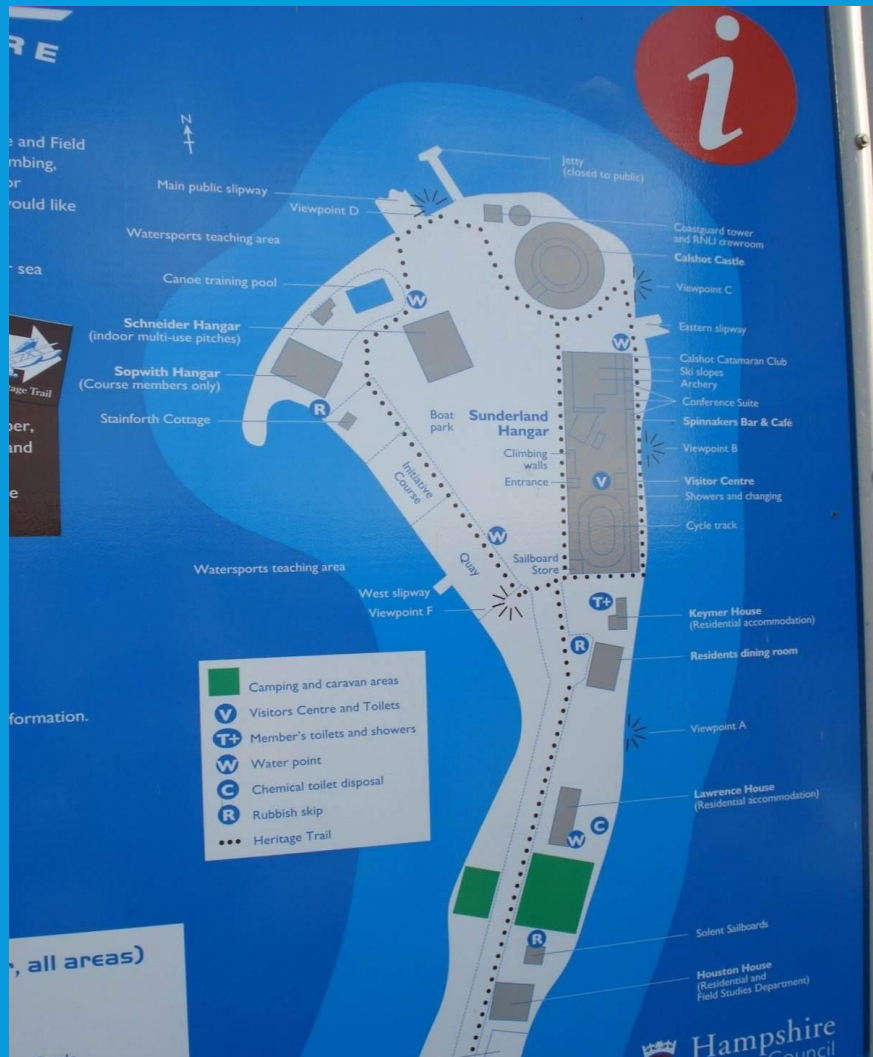 RE
e and Field
mbing,
or
would like
r sea
age Trail
ber,
and
e
formation.
, all areas)
i
N
Jetty
(closed to public)
Main public slipway
Viewpoint D
Watersports teaching area
Canoe training pool
Coastguard tower
and RNLI crewroom
Calshot Castle
Viewpoint C
Eastern slipway
W
W
Schneider Hangar
(indoor multi-use pitches)
Sopwith Hangar
(Course members only)
R
Stainforth Cottage
Calshot Catamaran Club
Ski slopes
Archery
Conference Suite
Spinnakers Bar & Café
Boat
park
Sunderland
Hangar
Climbing
walls
Entrance
V
Viewpoint B
Visitor Centre
Showers and changing
Cycle track
Initiative
Course
W
Quay
Sailboard
Store
Watersports teaching area
West slipway
Viewpoint F
T+
Keymer House
(Residential accommodation)
R
Residents dining room
Viewpoint A
Camping and caravan areas
V Visitors Centre and Toilets
T+ Member's toilets and showers
W Water point
C Chemical toilet disposal
R Rubbish skip
Heritage Trail
Lawrence House
(Residential accommodation)
C
W
R
Solent Sailboards
Houston House
(Residential and
Field Studies Department)
Hampshire
Council